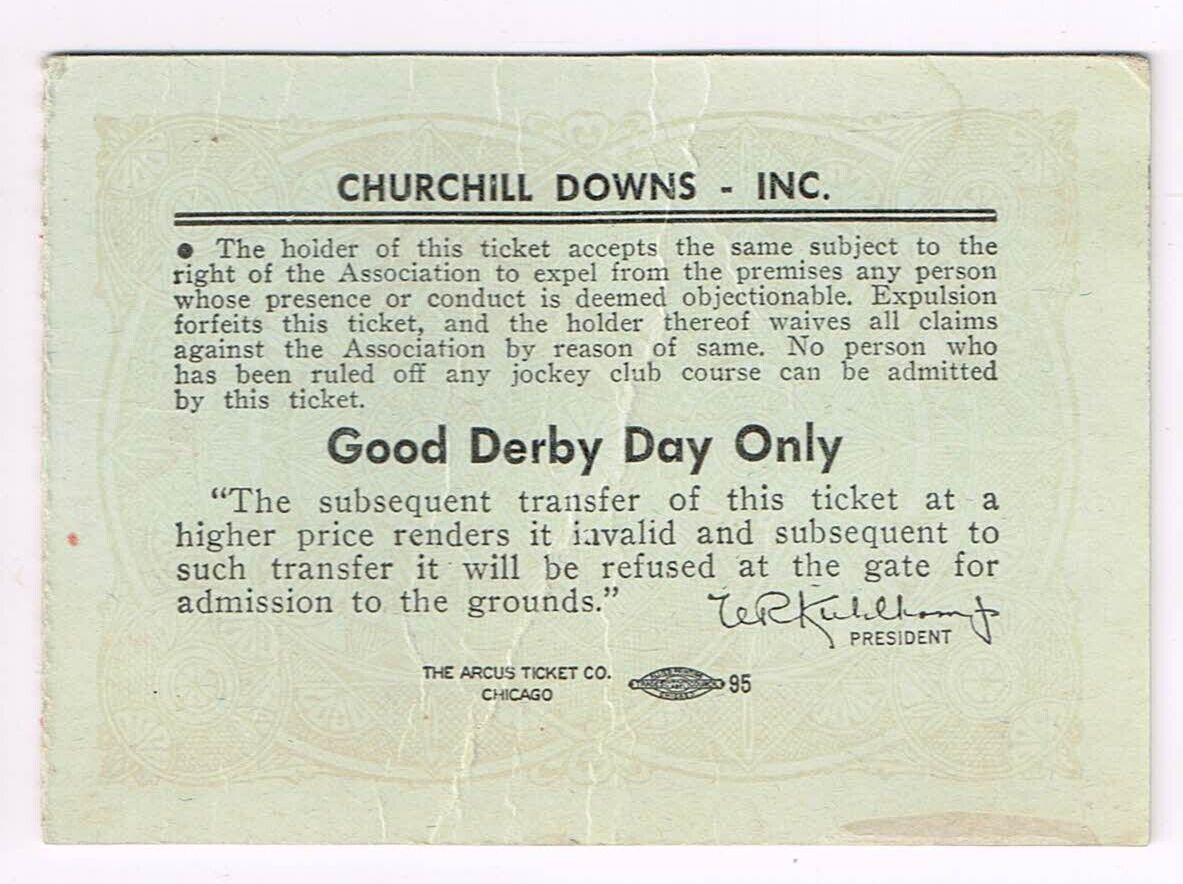 CHURCHILL DOWNS - INC.
● The holder of this ticket accepts the same subject to the
right of the Association to expel from the premises any person
whose presence or conduct is deemed objectionable. Expulsion
forfeits this ticket, and the holder thereof waives all claims
against the Association by reason of same. No person who
has been ruled off any jockey club course can be admitted
by this ticket.
Good Derby Day Only
"The subsequent transfer of this ticket at a
higher price renders it invalid and subsequent to
such transfer it will be refused at the gate for
admission to the grounds."
PRESIDENT
THE ARCUS TICKET CO.
CHICAGO
95